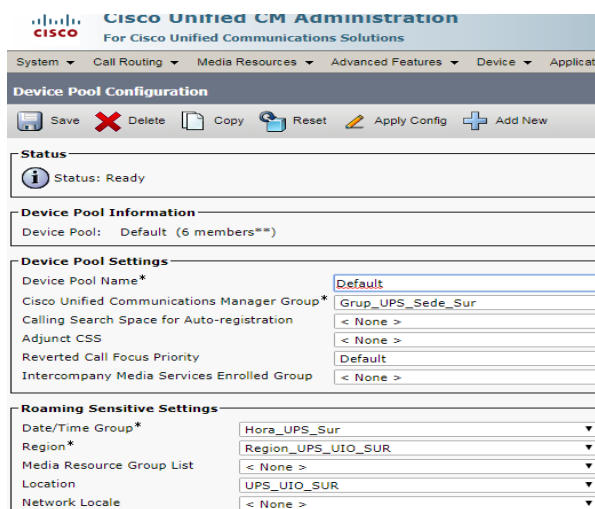 Cisco Unified CM Administration
CISCO For Cisco Unified Communications Solutions
System Call Routing Media Resources Advanced Features Device Applicat
Device Pool Configuration
Save Delete Copy Reset Apply Config Add New
Status
Status: Ready
Device Pool Information
Device Pool: Default (6 members**)
Device Pool Settings
Device Pool Name* Default
Cisco Unified Communications Manager Group* Grup_UPS_Sede_Sur
Calling Search Space for Auto-registration < None >
Adjunct CSS < None >
Reverted Call Focus Priority Default
Intercompany Media Services Enrolled Group < None >
Roaming Sensitive Settings
Date/Time Group* Hora_UPS_Sur
Region* Region_UPS_UIO_SUR
Media Resource Group List < None >
Location UPS_UIO_SUR
Network Locale < None >